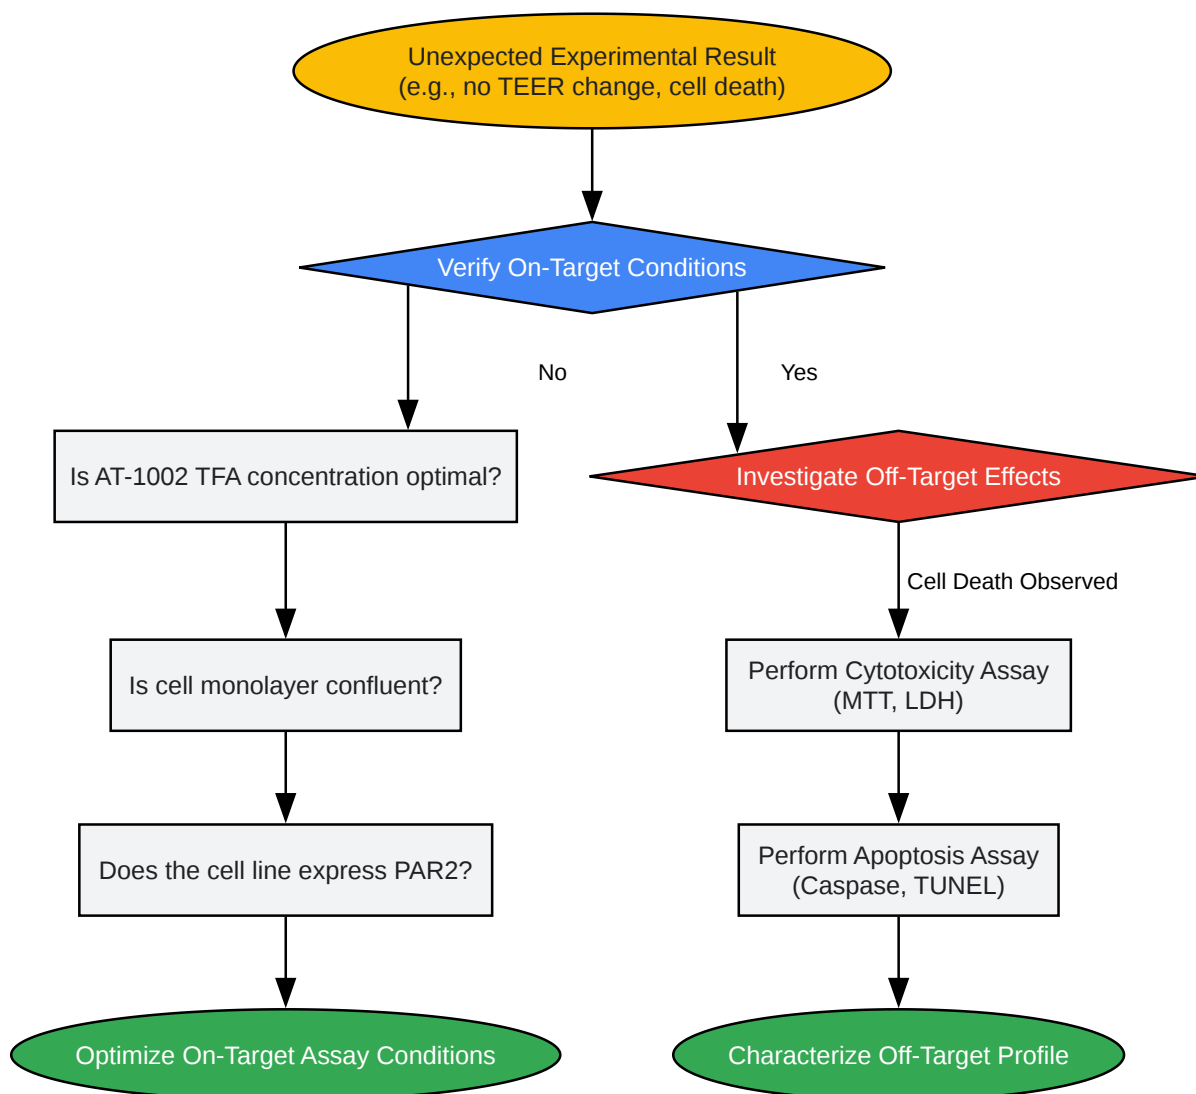 Unexpected Experimental Result
(e.g., no TEER change, cell death)
Verify On-Target Conditions
No
Yes
Is AT-1002 TFA concentration optimal?
Investigate Off-Target Effects
Cell Death Observed
Is cell monolayer confluent?
Perform Cytotoxicity Assay
(MTT, LDH)
Does the cell line express PAR2?
Perform Apoptosis Assay
(Caspase, TUNEL)
Optimize On-Target Assay Conditions
Characterize Off-Target Profile